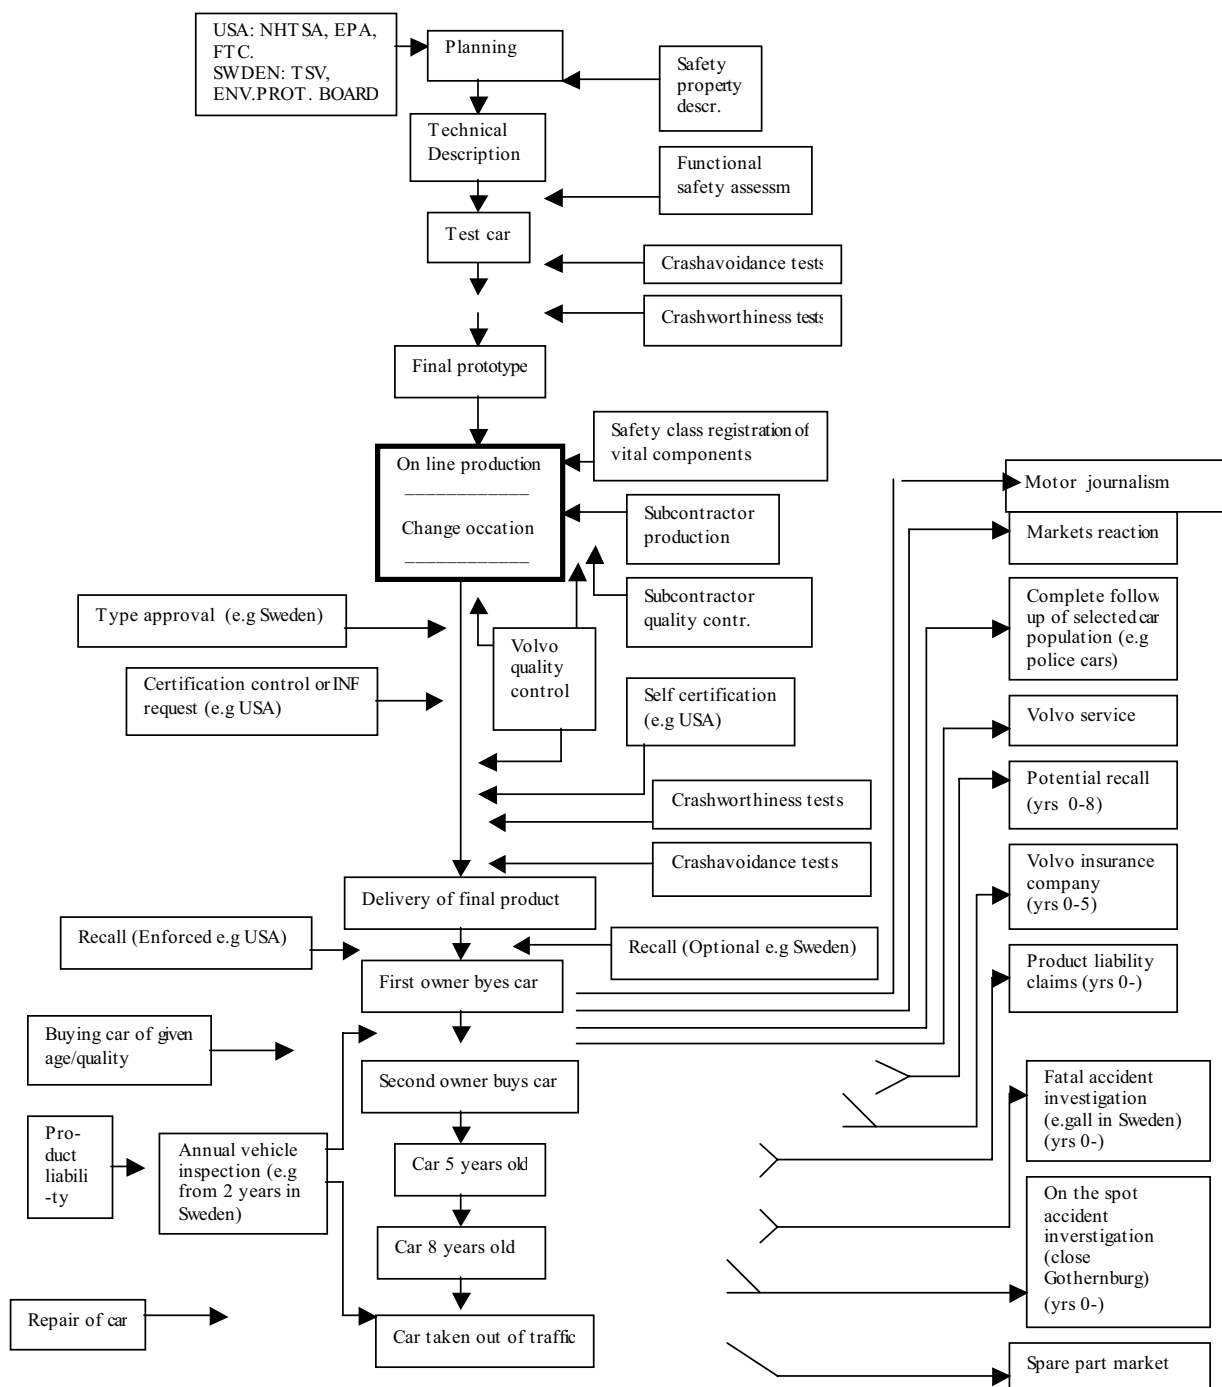 USA: NHTSA, EPA,
FTC.
SWDEN: TSV,
ENV.PROT. BOARD
Planning
Safety
property
descr.
Technical
Description
Functional
safety assessm
Test car
Crashavoidance tests
Crashworthiness tests
Final prototype
Safety class registration of
vital components
On line production
____________
Change occation
____________
Subcontractor
production
Subcontractor
quality contr.
Type approval (e.g Sweden)
Volvo
quality
control
Certification control or INF
request (e.g USA)
Self certification
(e.g USA)
Crashworthiness tests
Crashavoidance tests
Delivery of final product
Recall (Enforced e.g USA)
Recall (Optional e.g Sweden)
First owner byes car
Buying car of given
age/quality
Second owner buys car
Pro-
duct
liabili
-ty
Annual vehicle
inspection (e.g
from 2 years in
Sweden)
Car 5 years old
Car 8 years old
Repair of car
Car taken out of traffic
Motor journalism
Markets reaction
Complete follow
up of selected car
population (e.g
police cars)
Volvo service
Potential recall
(yrs 0-8)
Volvo insurance
company
(yrs 0-5)
Product liability
claims (yrs 0-)
Fatal accident
investigation
(e.gall in Sweden)
(yrs 0-)
On the spot
accident
inverstigation
(close
Gothernburg)
(yrs 0-)
Spare part market